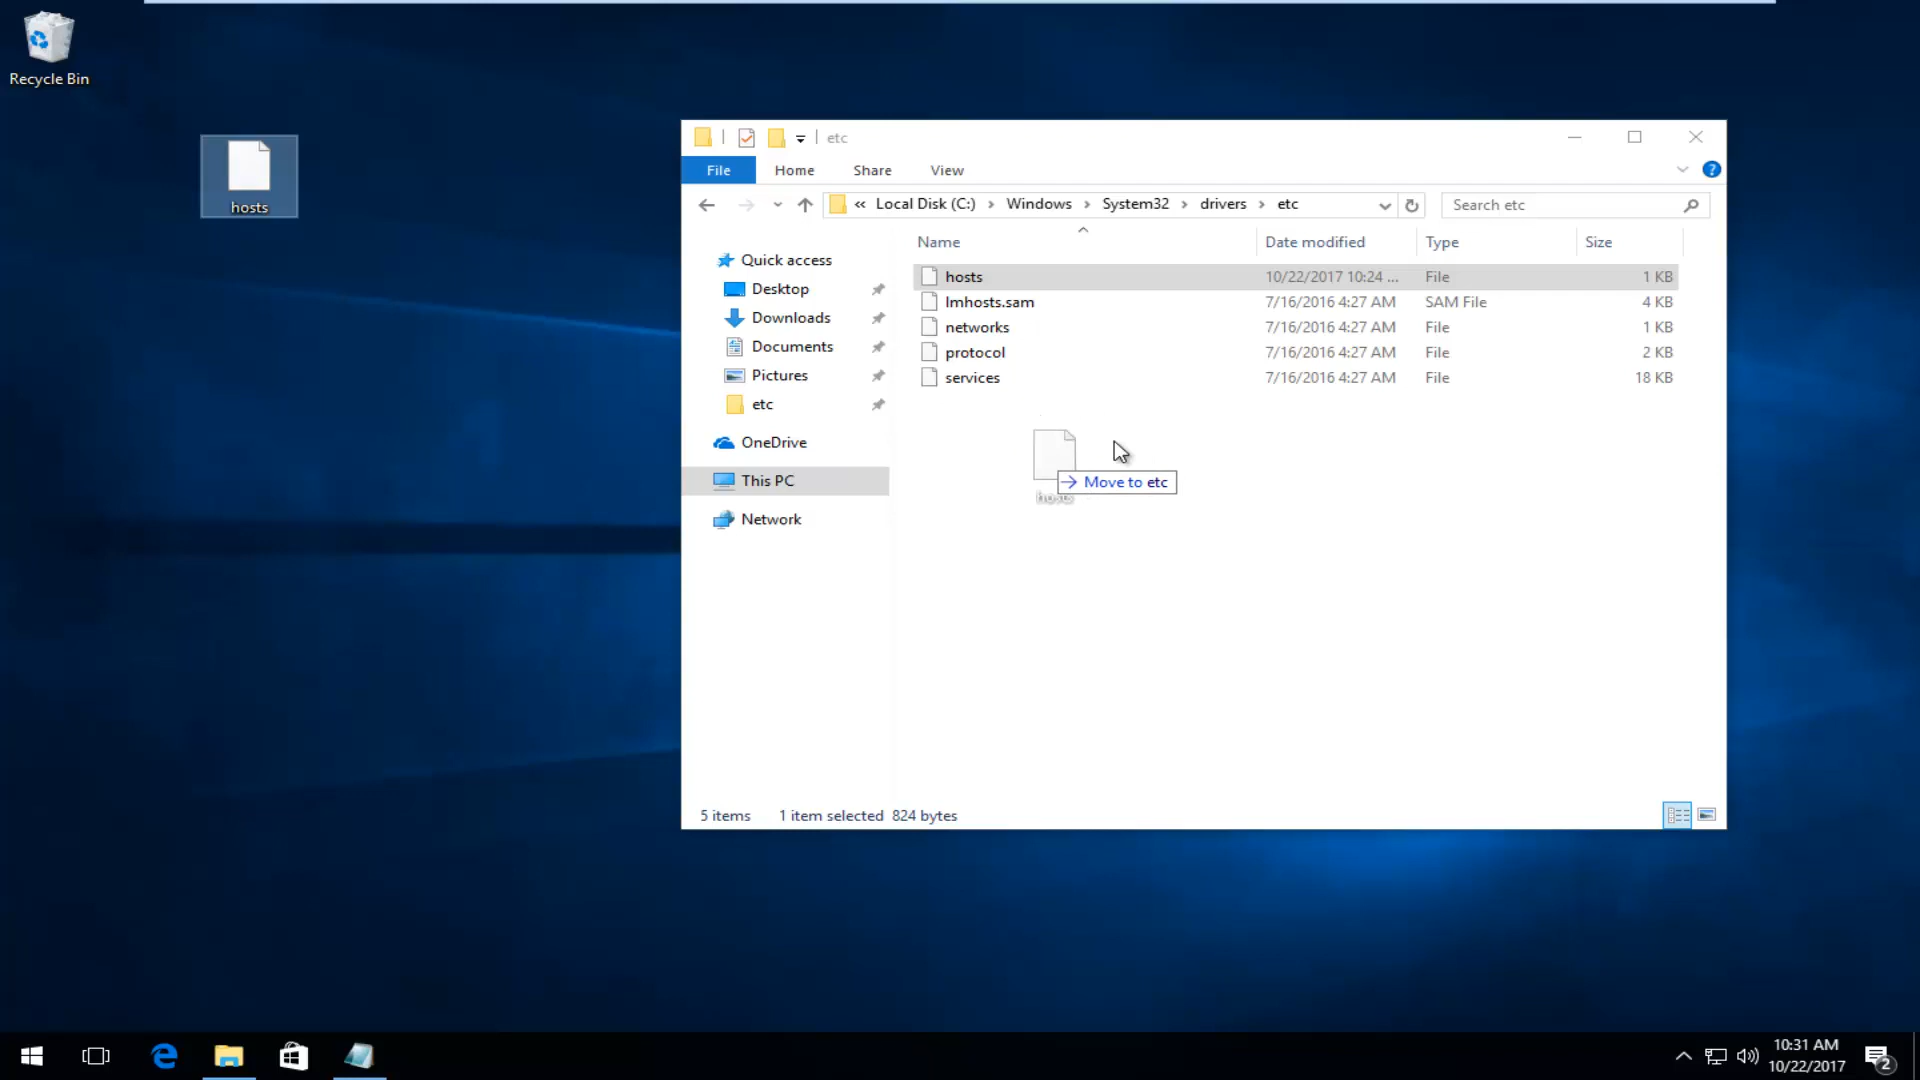 Recycle Bin
hosts
etc
File Home Share View
« Local Disk (C:) › Windows › System32 › drivers › etc
Search etc
Name Date modified Type Size
hosts 10/22/2017 10:24 ... File 1 KB
lmhosts.sam 7/16/2016 4:27 AM SAM File 4 KB
networks 7/16/2016 4:27 AM File 1 KB
protocol 7/16/2016 4:27 AM File 2 KB
services 7/16/2016 4:27 AM File 18 KB
Quick access
Desktop
Downloads
Documents
Pictures
etc
OneDrive
This PC
Network
Move to etc
hosts
5 items 1 item selected 824 bytes
10:31 AM
10/22/2017
2